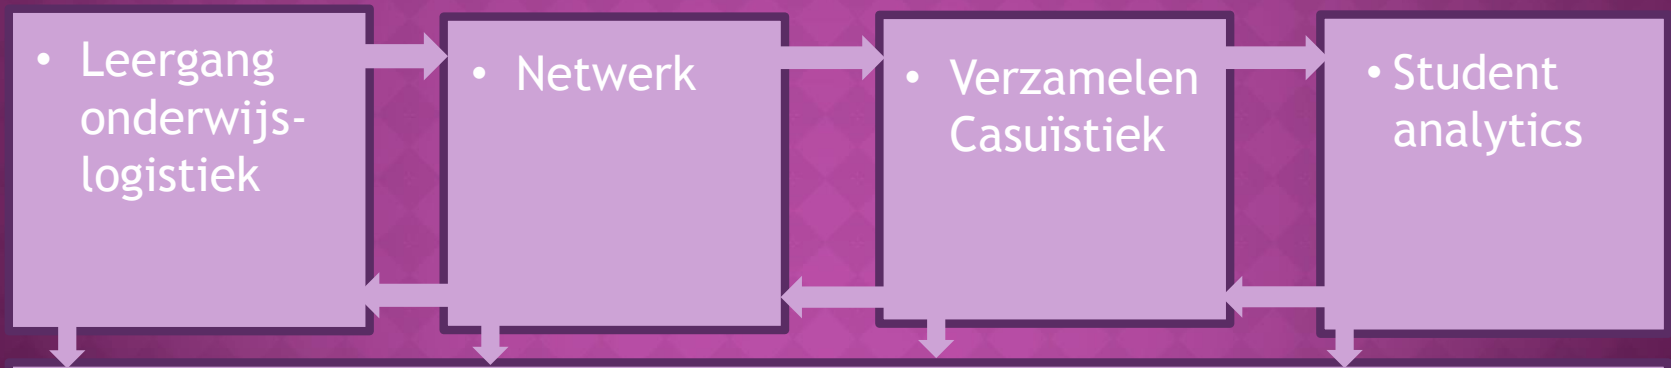 • Leergang
onderwijs-
logistiek
• Netwerk
• Verzamelen
Casuïstiek
• Student
analytics